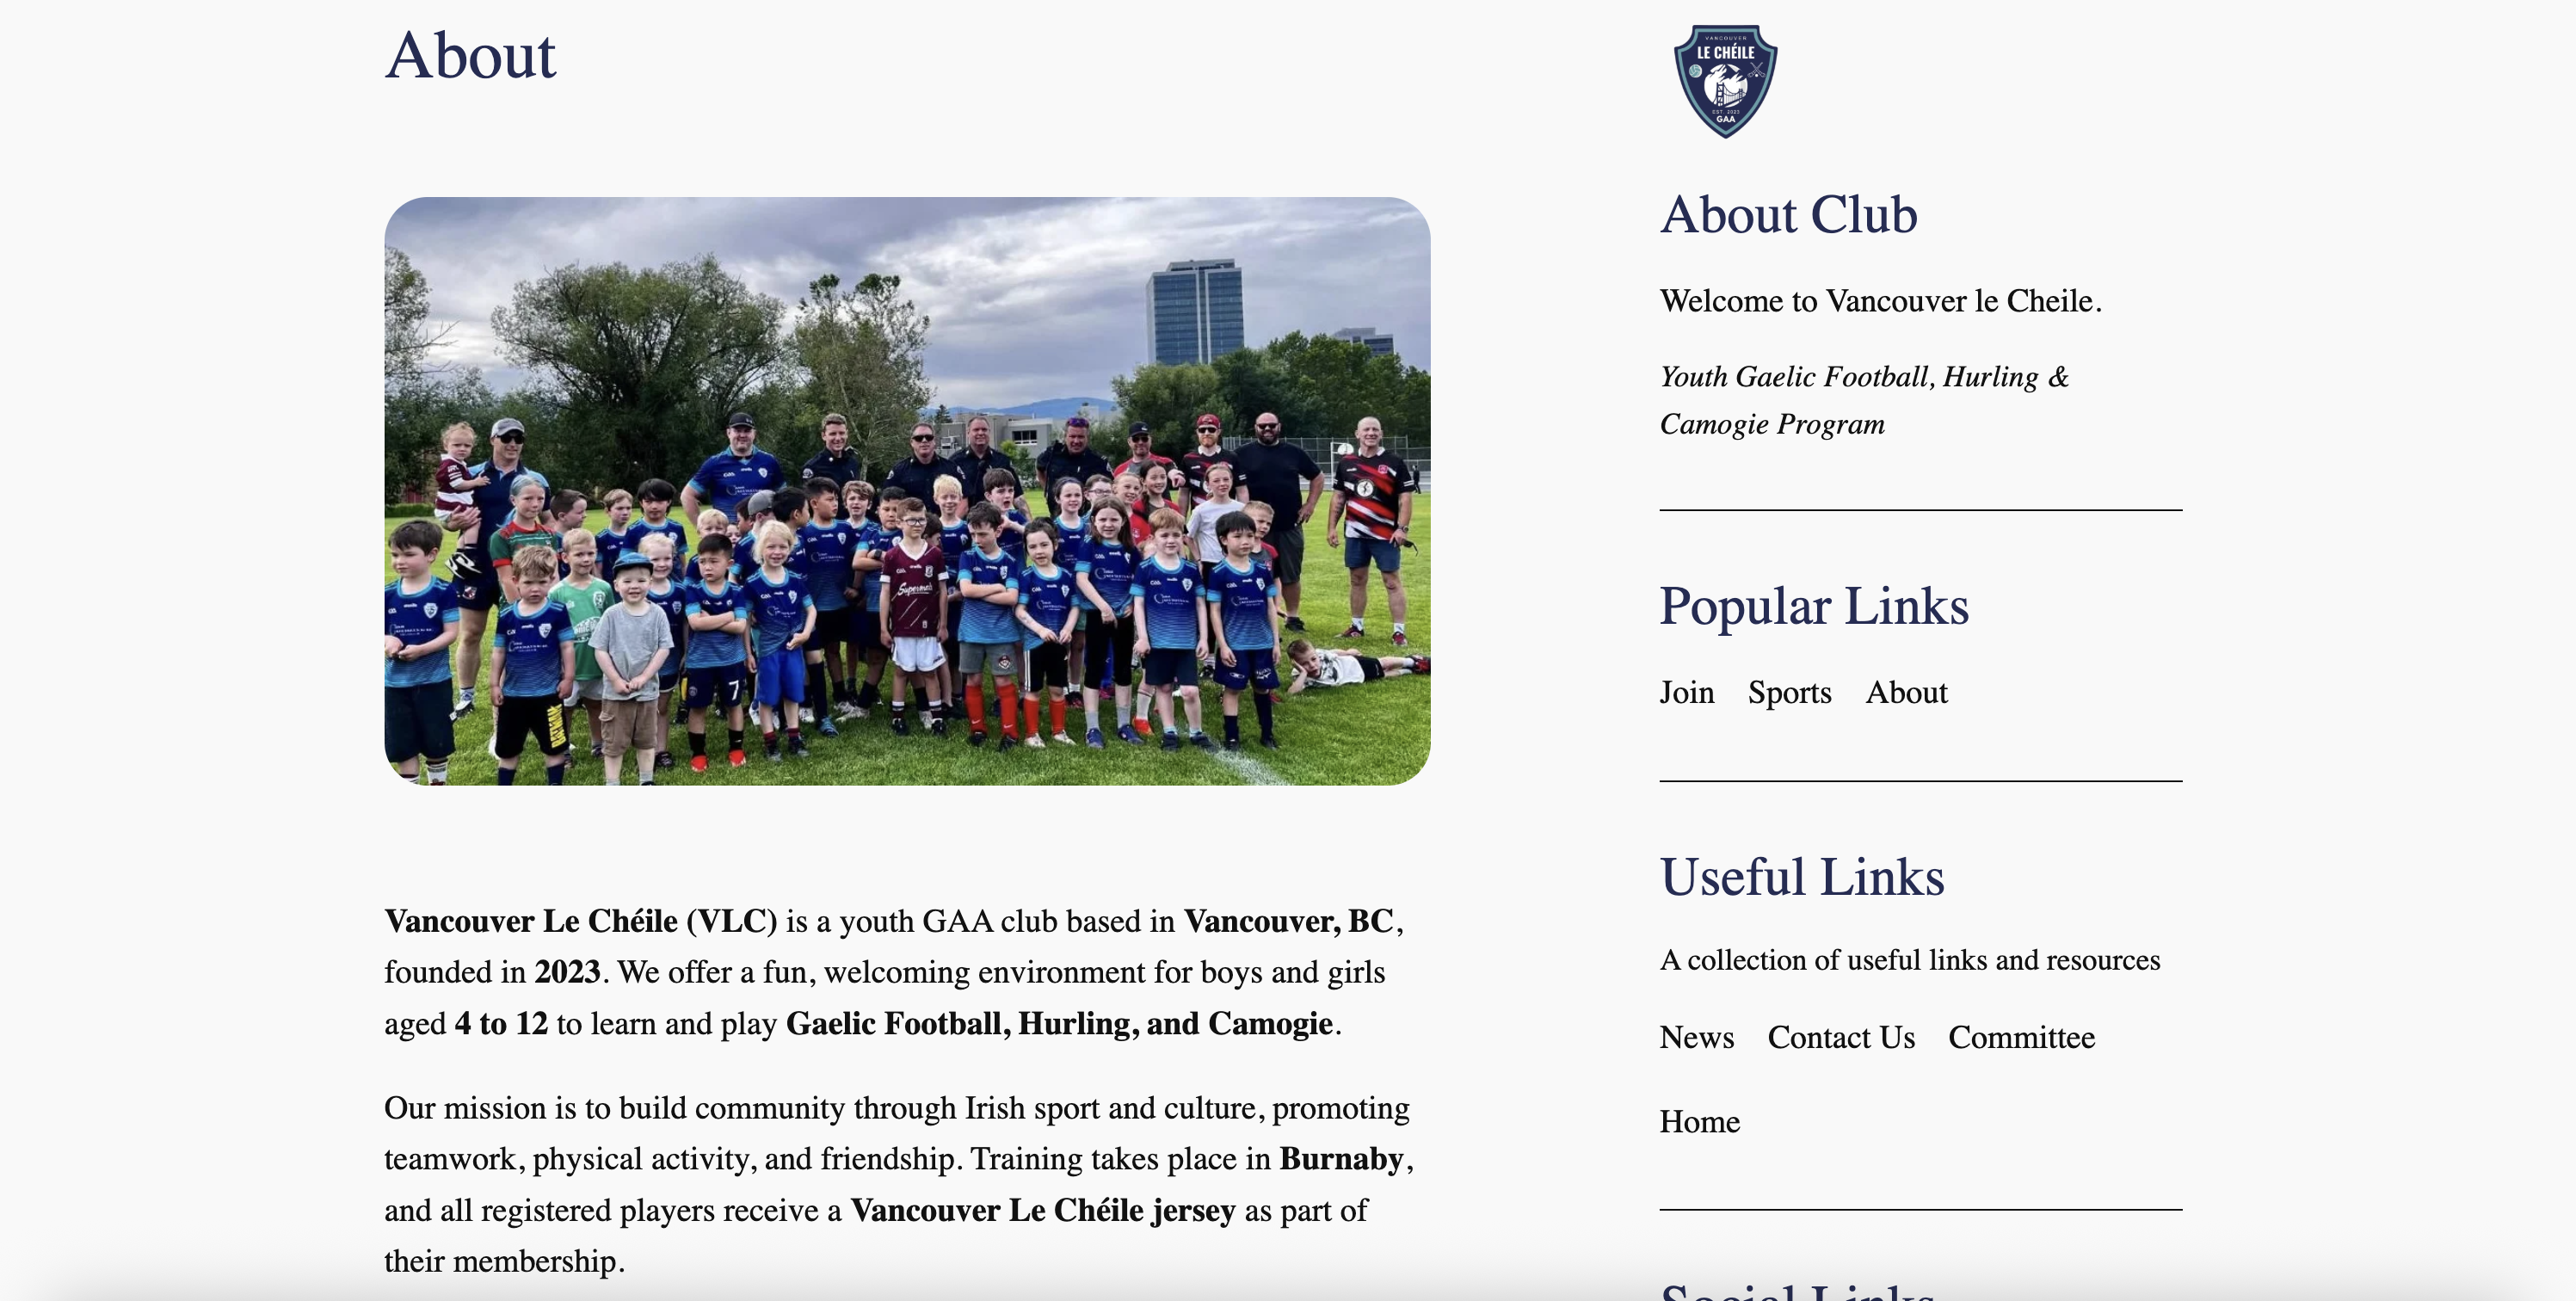 About
Vancouver Le Chéile (VLC) is a youth GAA club based in Vancouver, BC,
founded in 2023. We offer a fun, welcoming environment for boys and girls
aged 4 to 12 to learn and play Gaelic Football, Hurling, and Camogie.
Our mission is to build community through Irish sport and culture, promoting
teamwork, physical activity, and friendship. Training takes place in Burnaby,
and all registered players receive a Vancouver Le Chéile jersey as part of
their membership.
VANCOUVER
LE CHÉILE
EST. 2023
GAA
About Club
Welcome to Vancouver le Cheile.
Youth Gaelic Football, Hurling &
Camogie Program
Popular Links
Join Sports About
Useful Links
A collection of useful links and resources
News Contact Us Committee
Home
Social Links
Supermac's
7